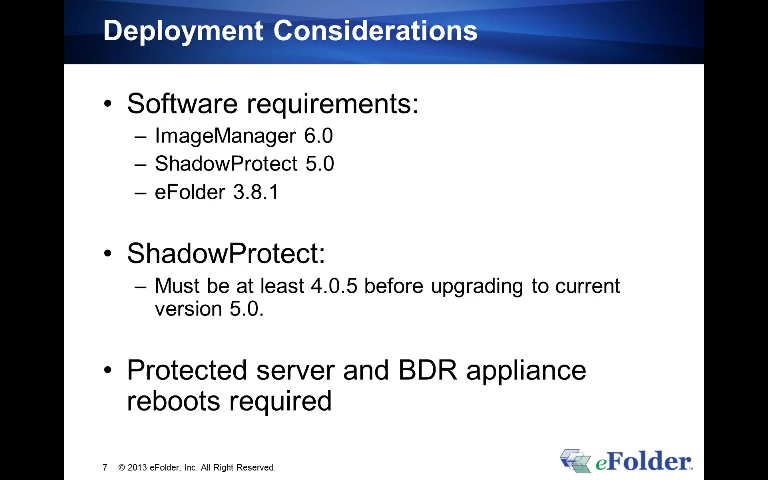 Deployment Considerations
• Software requirements:
– ImageManager 6.0
– ShadowProtect 5.0
– eFolder 3.8.1
• ShadowProtect:
– Must be at least 4.0.5 before upgrading to current
version 5.0.
• Protected server and BDR appliance
reboots required
7 © 2013 eFolder, Inc. All Right Reserved.
eFolder